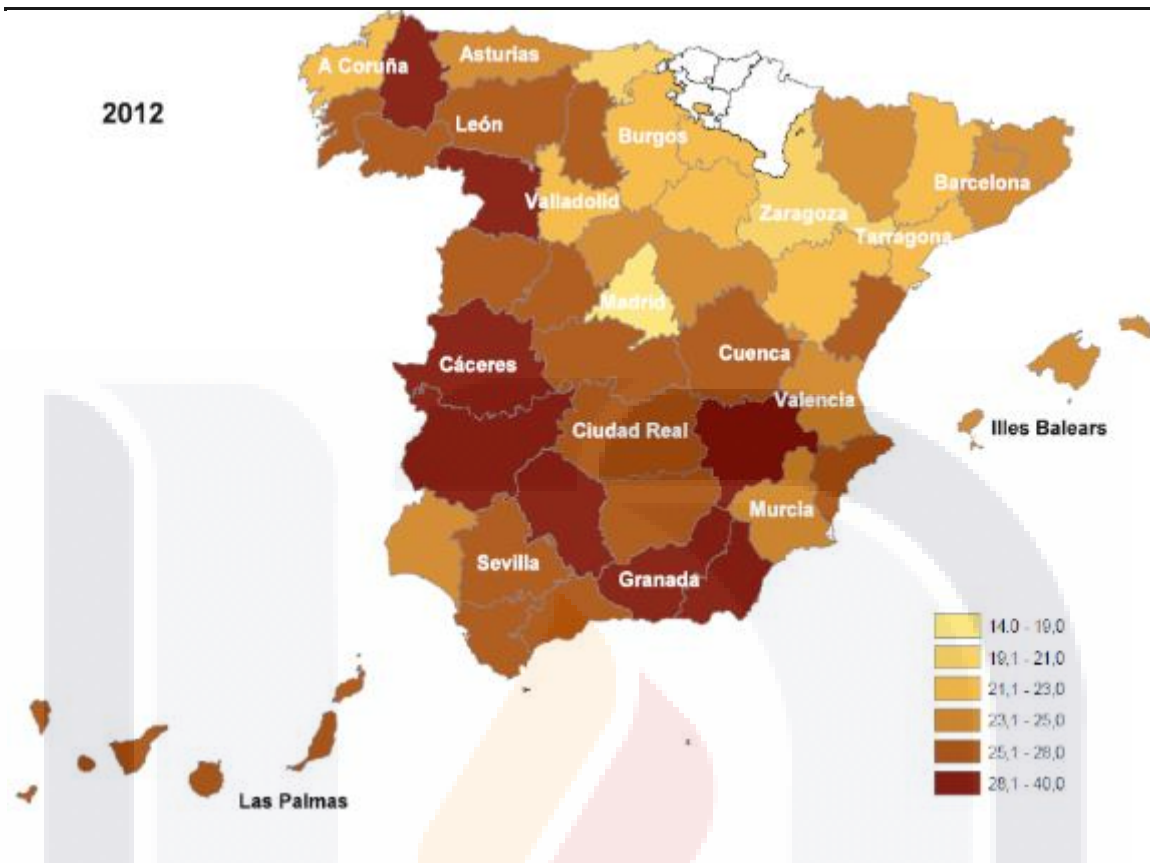 2012
A Coruña
Asturias
León
Burgos
Barcelona
Valladolid
Zaragoza
Tarragona
Madrid
Cuenca
Cáceres
Valencia
Ciudad Real
Illes Balears
Murcia
Sevilla
Granada
Las Palmas
14.0 - 19,0
19,1 - 21,0
21,1 - 23,0
23,1 - 25,0
25,1 - 28,0
28,1 - 40,0